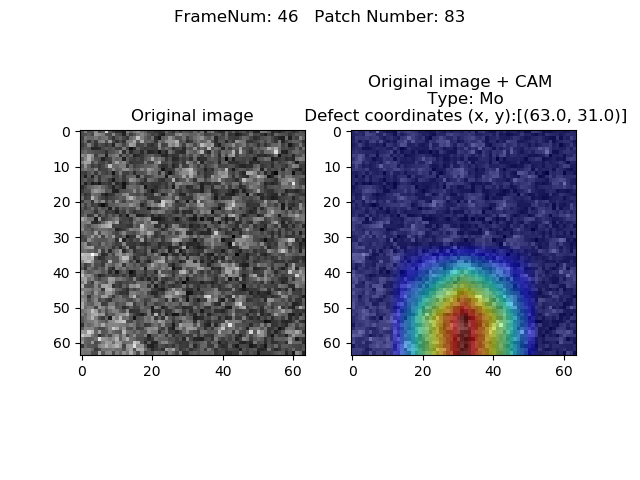 FrameNum: 46   Patch Number: 83
Original image
Original image + CAM
Type: Mo
Defect coordinates (x, y):[(63.0, 31.0)]
0
10
20
30
40
50
60
0 20 40 60
0
10
20
30
40
50
60
0 20 40 60